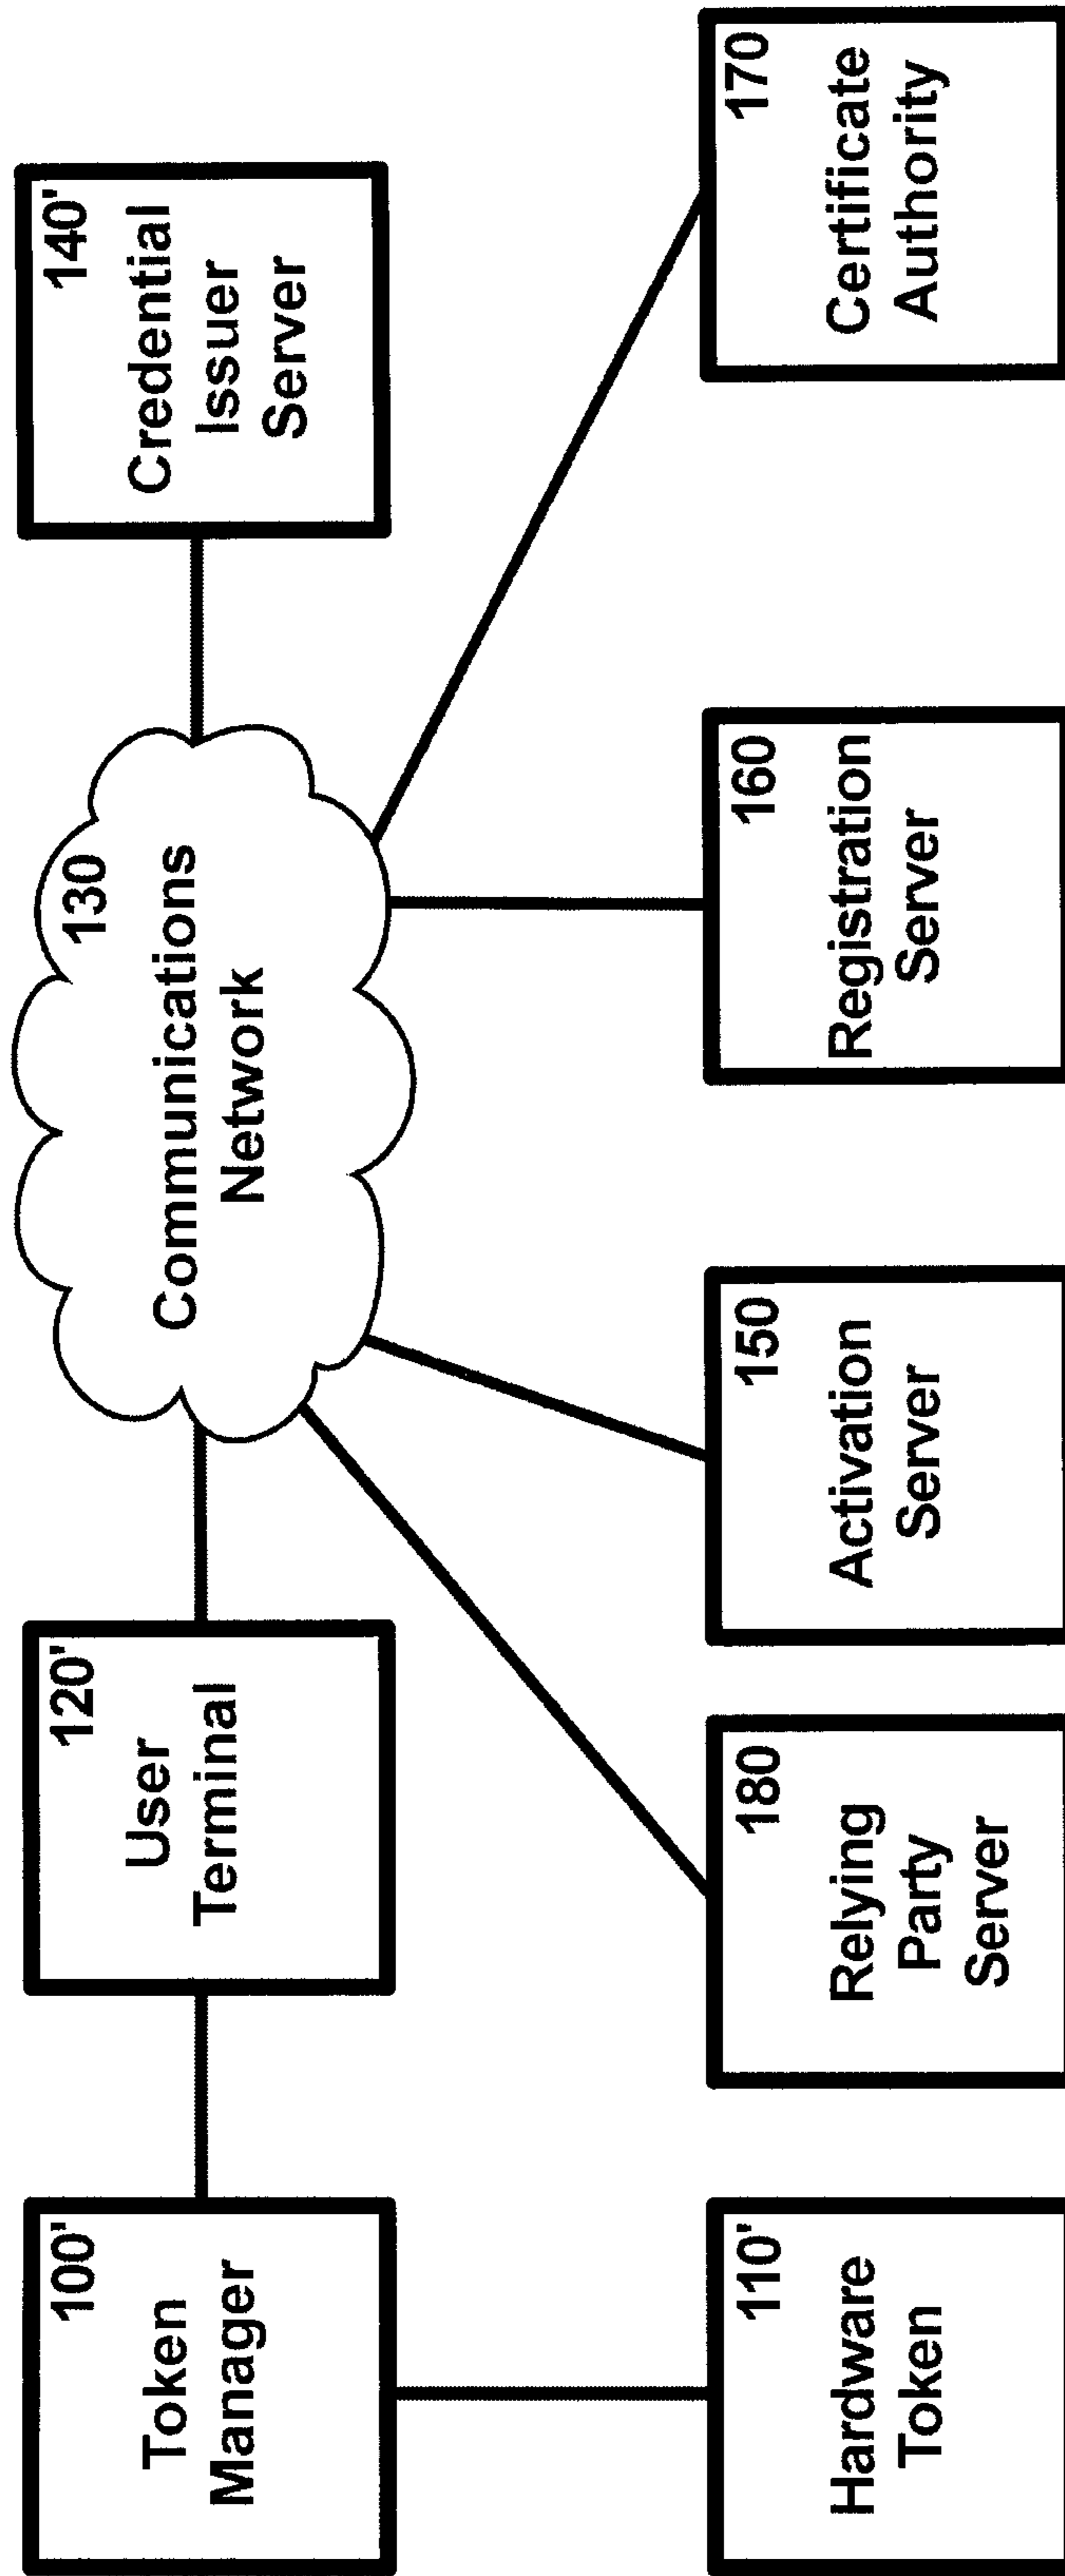 100'
Token
Manager
120'
User
Terminal
130
Communications
Network
140'
Credential
Issuer
Server
110'
Hardware
Token
180
Relying
Party
Server
150
Activation
Server
160
Registration
Server
170
Certificate
Authority